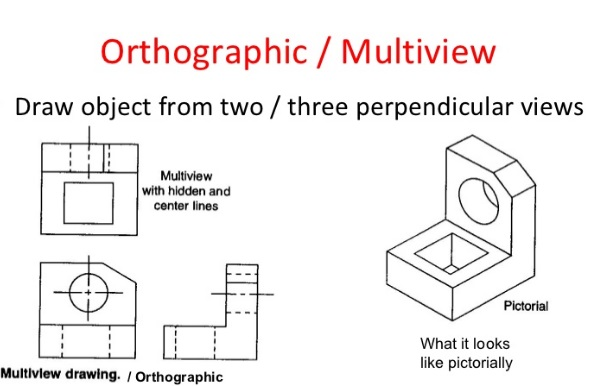 Orthographic / Multiview
Draw object from two / three perpendicular views
Multiview
with hidden and
center lines
Pictorial
What it looks
like pictorially
Multiview drawing. / Orthographic